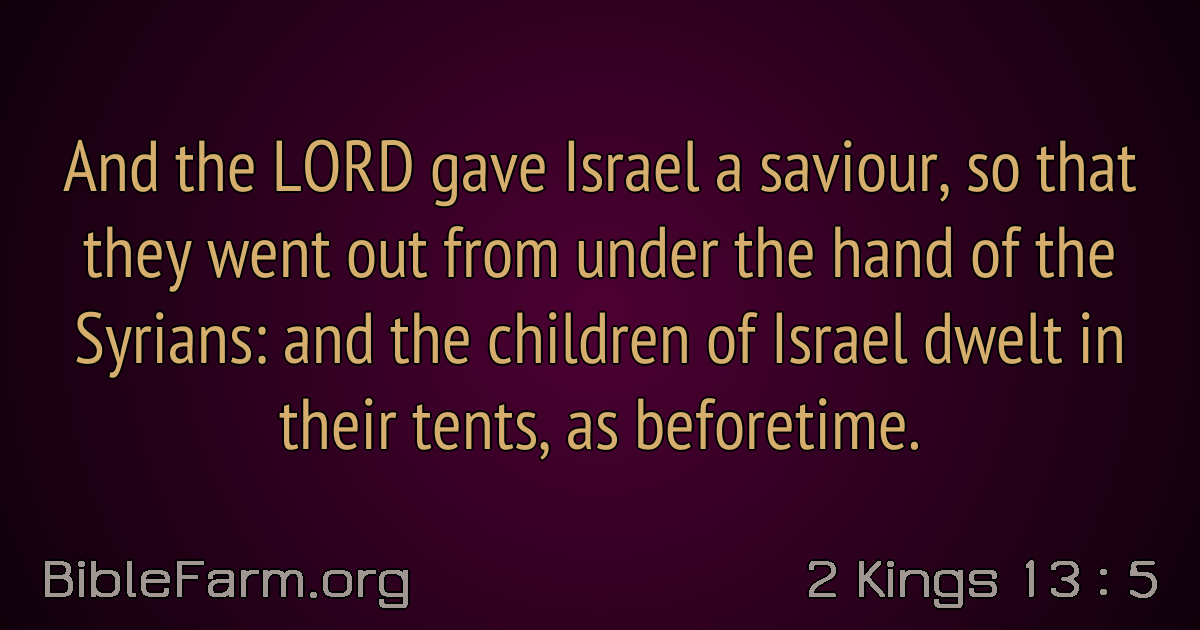 And the LORD gave Israel a saviour, so that
they went out from under the hand of the
Syrians: and the children of Israel dwelt in
their tents, as beforetime.
BibleFarm.org
2 Kings 13 : 5